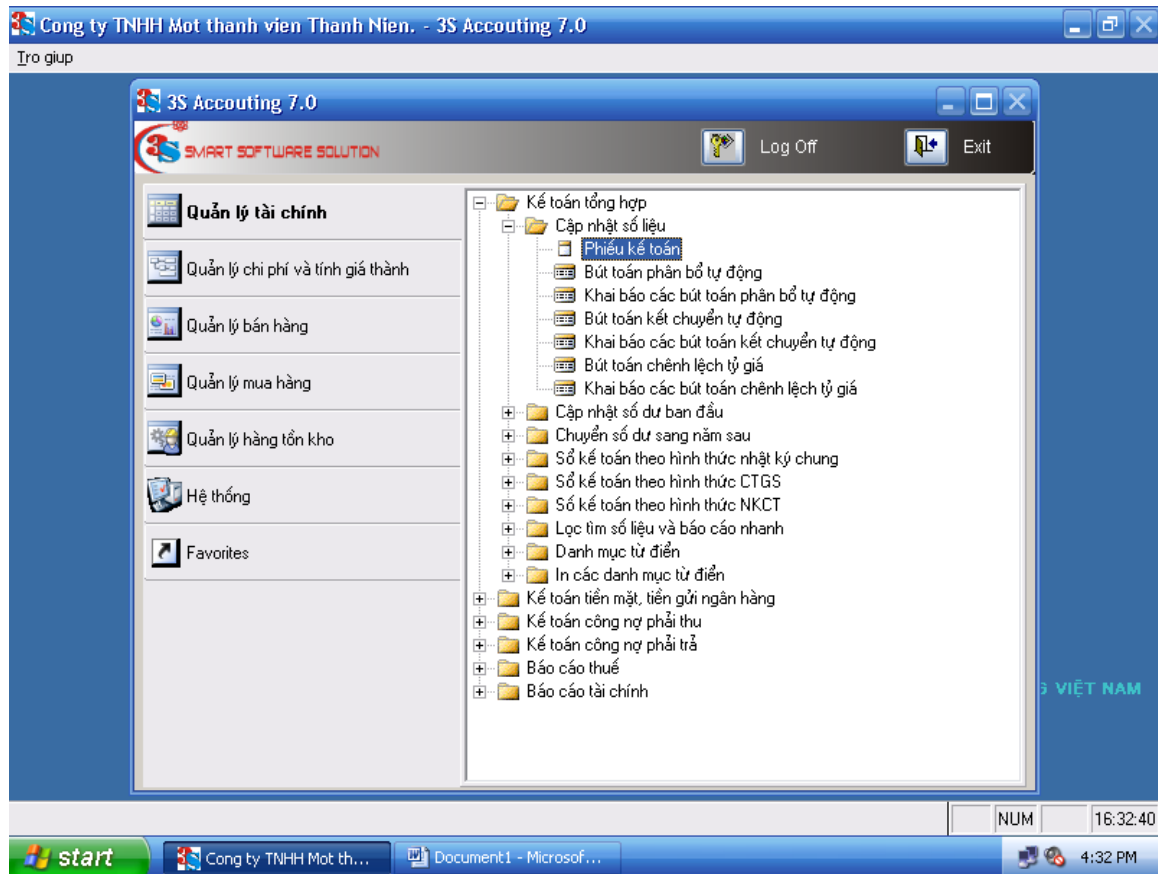 Cong ty TNHH Mot thanh vien Thanh Nien. - 3S Accouting 7.0
Tro giup
3S Accouting 7.0
3S SMART SOFTWARE SOLUTION
Log Off
Exit
Quản lý tài chính
Quản lý chi phí và tính giá thành
Quản lý bán hàng
Quản lý mua hàng
Quản lý hàng tồn kho
Hệ thống
Favorites
Kế toán tổng hợp
Cập nhật số liệu
Phiếu kế toán
Bút toán phân bổ tự động
Khai báo các bút toán phân bổ tự động
Bút toán kết chuyển tự động
Khai báo các bút toán kết chuyển tự động
Bút toán chênh lệch tỷ giá
Khai báo các bút toán chênh lệch tỷ giá
Cập nhật số dư ban đầu
Chuyển số dư sang năm sau
Sổ kế toán theo hình thức nhật ký chung
Sổ kế toán theo hình thức CTGS
Số kế toán theo hình thức NKCT
Lọc tìm số liệu và báo cáo nhanh
Danh mục từ điển
In các danh mục từ điển
Kế toán tiền mặt, tiền gửi ngân hàng
Kế toán công nợ phải thu
Kế toán công nợ phải trả
Báo cáo thuế
Báo cáo tài chính
VIỆT NAM
NUM
16:32:40
start
Cong ty TNHH Mot th...
Document1 - Microsof...
4:32 PM